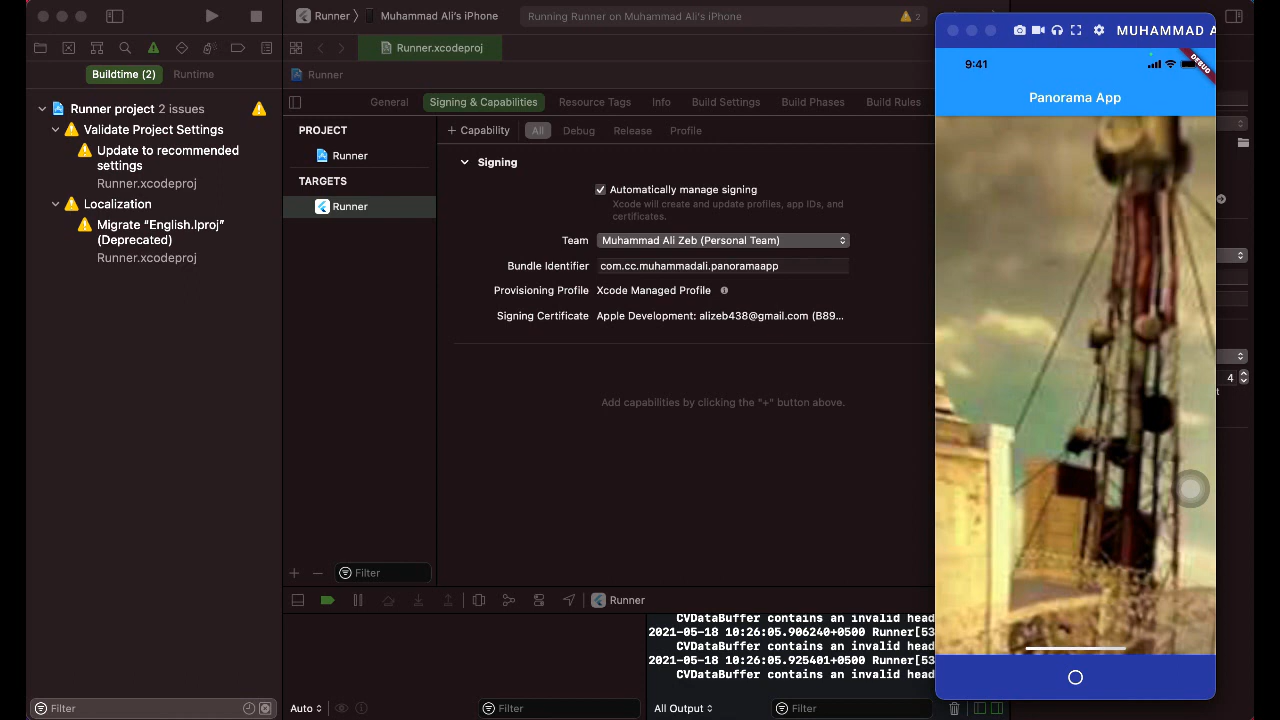 Runner
Muhammad Ali's iPhone
Running Runner on Muhammad Ali's iPhone
2
MUHAMMAD A
Runner.xcodeproj
9:41
DEBUG
Buildtime (2)
Runtime
Runner
Panorama App
General
Signing & Capabilities
Resource Tags
Info
Build Settings
Build Phases
Build Rules
Runner project 2 issues
Validate Project Settings
Update to recommended
settings
Runner.xcodeproj
Localization
Migrate “English.lproj”
(Deprecated)
Runner.xcodeproj
PROJECT
Runner
TARGETS
Runner
+ Capability
All
Debug
Release
Profile
Signing
Automatically manage signing
Xcode will create and update profiles, app IDs, and
certificates.
Team
Muhammad Ali Zeb (Personal Team)
Bundle Identifier
com.cc.muhammadali.panoramaapp
Provisioning Profile
Xcode Managed Profile
Signing Certificate
Apple Development: alizeb438@gmail.com (B89...
Add capabilities by clicking the "+" button above.
4
t
Filter
Runner
CVDataBuffer contains an invalid head
2021-05-18 10:26:05.906240+0500 Runner[53
CVDataBuffer contains an invalid head
2021-05-18 10:26:05.925401+0500 Runner[53
CVDataBuffer contains an invalid head
Filter
Auto
Filter
All Output
Filter